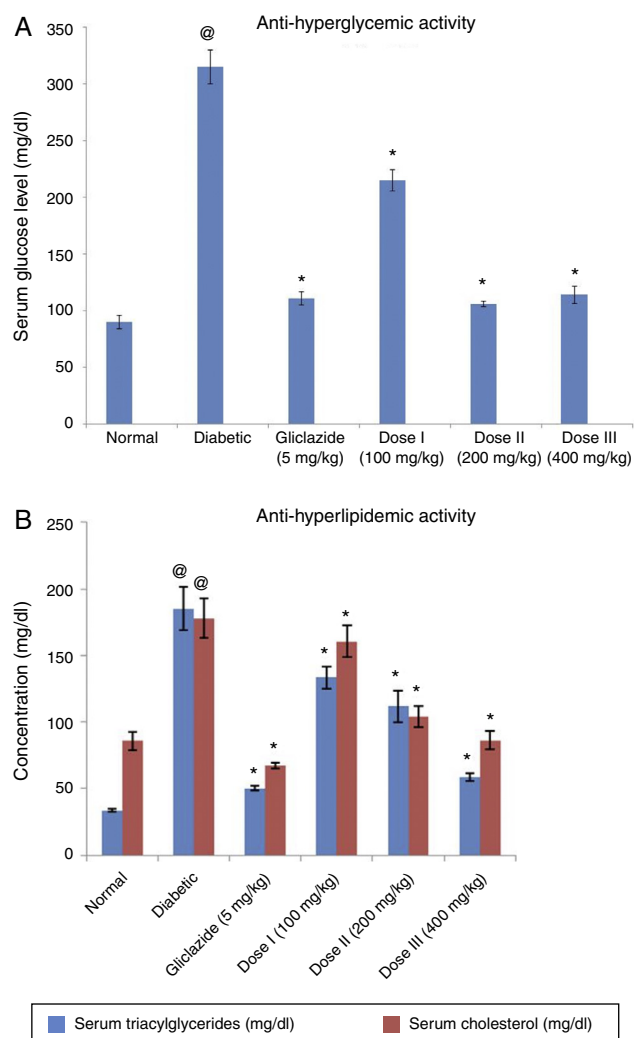 A
Anti-hyperglycemic activity
Serum glucose level (mg/dl)
350
300
250
200
150
100
50
0
@
*
*
*
*
Normal
Diabetic
Gliclazide
(5 mg/kg)
Dose I
(100 mg/kg)
Dose II
(200 mg/kg)
Dose III
(400 mg/kg)
B
Anti-hyperlipidemic activity
Concentration (mg/dl)
250
200
150
100
50
0
@
@
*
*
*
*
*
*
*
*
Normal
Diabetic
Gliclazide (5 mg/kg)
Dose I (100 mg/kg)
Dose II (200 mg/kg)
Dose III (400 mg/kg)
Serum triacylglycerides (mg/dl)
Serum cholesterol (mg/dl)